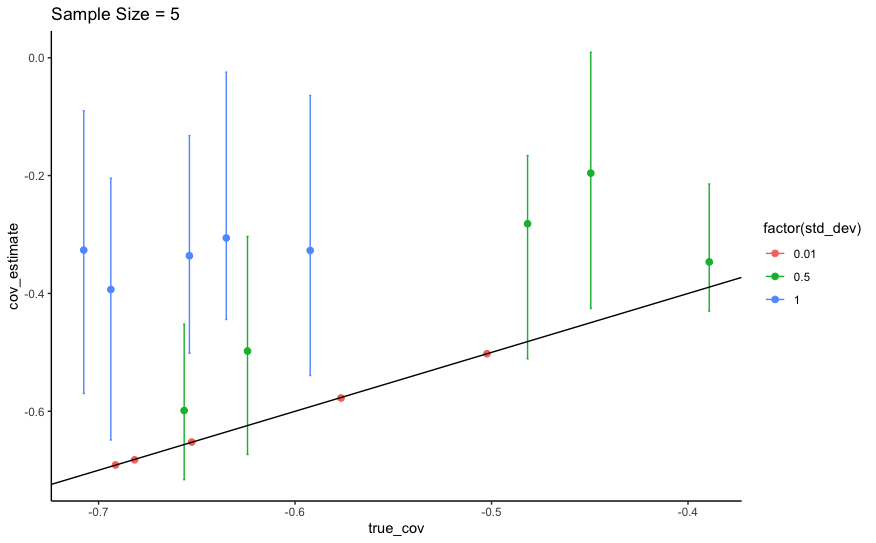 Sample Size = 5
0.0
-0.2
-0.4
-0.6
cov_estimate
-0.7
-0.6
-0.5
-0.4
true_cov
factor(std_dev)
0.01
0.5
1